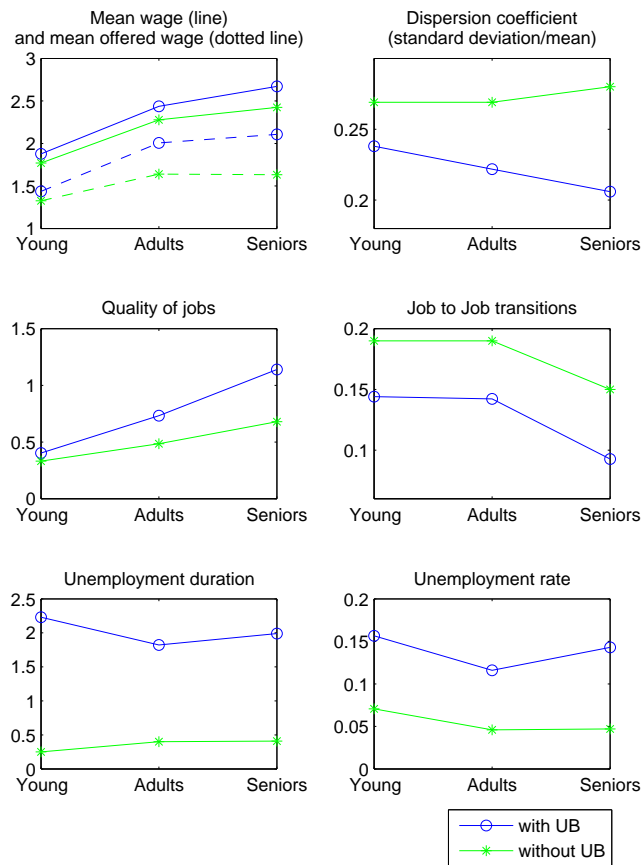 Mean wage (line)
and mean offered wage (dotted line)
3
2.5
2
1.5
1
Young Adults Seniors
Dispersion coefficient
(standard deviation/mean)
0.25
0.2
Young Adults Seniors
Quality of jobs
1.5
1
0.5
0
Young Adults Seniors
Job to Job transitions
0.2
0.15
0.1
Young Adults Seniors
Unemployment duration
2.5
2
1.5
1
0.5
0
Young Adults Seniors
Unemployment rate
0.2
0.15
0.1
0.05
0
Young Adults Seniors
with UB
without UB